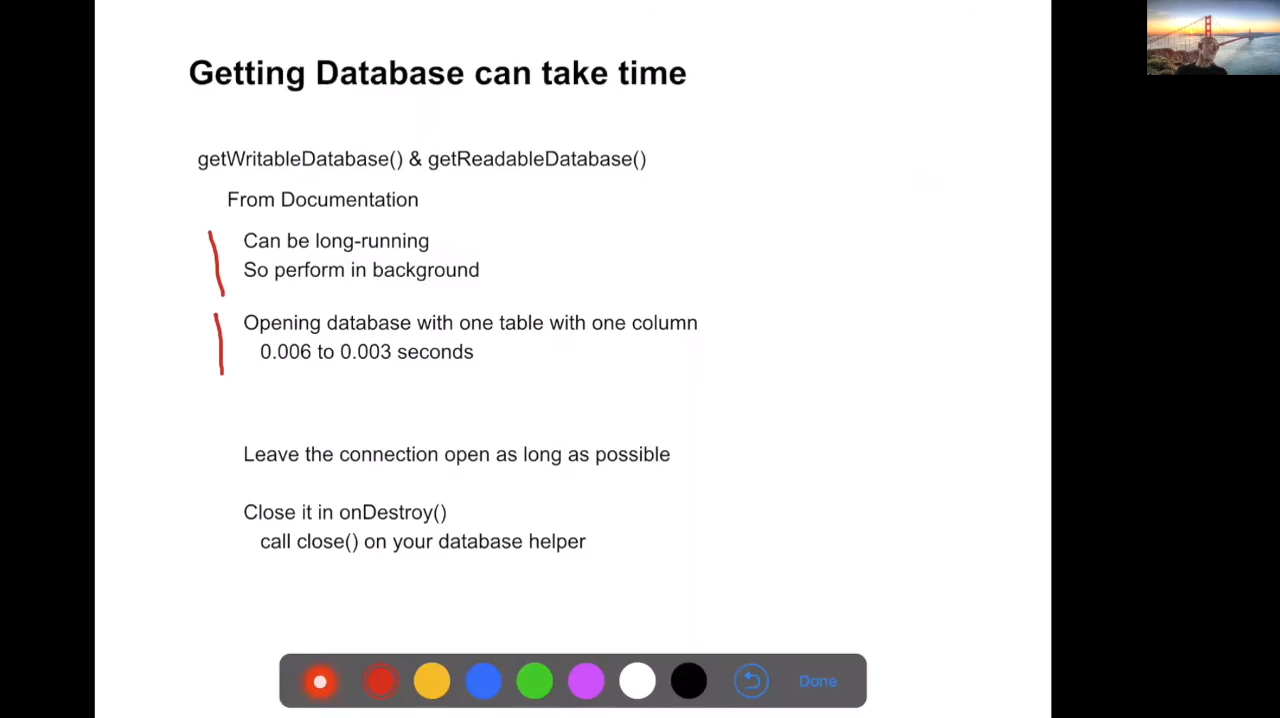 Getting Database can take time
getWritableDatabase() & getReadableDatabase()
From Documentation
Can be long-running
So perform in background
Opening database with one table with one column
0.006 to 0.003 seconds
Leave the connection open as long as possible
Close it in onDestroy()
call close() on your database helper
Done